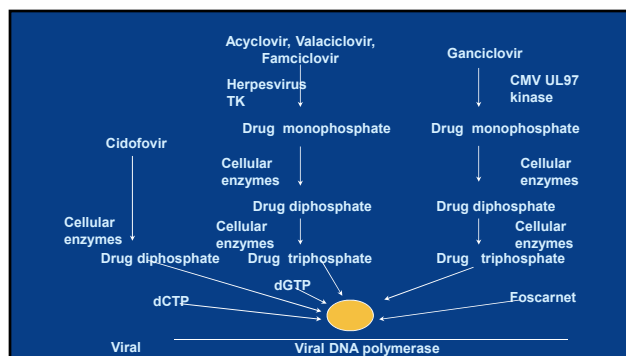 Acyclovir, Valaciclovir,
Famciclovir
Ganciclovir
Herpesvirus
TK
CMV UL97
kinase
Drug monophosphate
Drug monophosphate
Cidofovir
Cellular
enzymes
Cellular
enzymes
Drug diphosphate
Drug diphosphate
Cellular
enzymes
Cellular
enzymes
Cellular
enzymes
Drug diphosphate
Drug triphosphate
Drug triphosphate
dGTP
dCTP
Foscarnet
Viral
Viral DNA polymerase